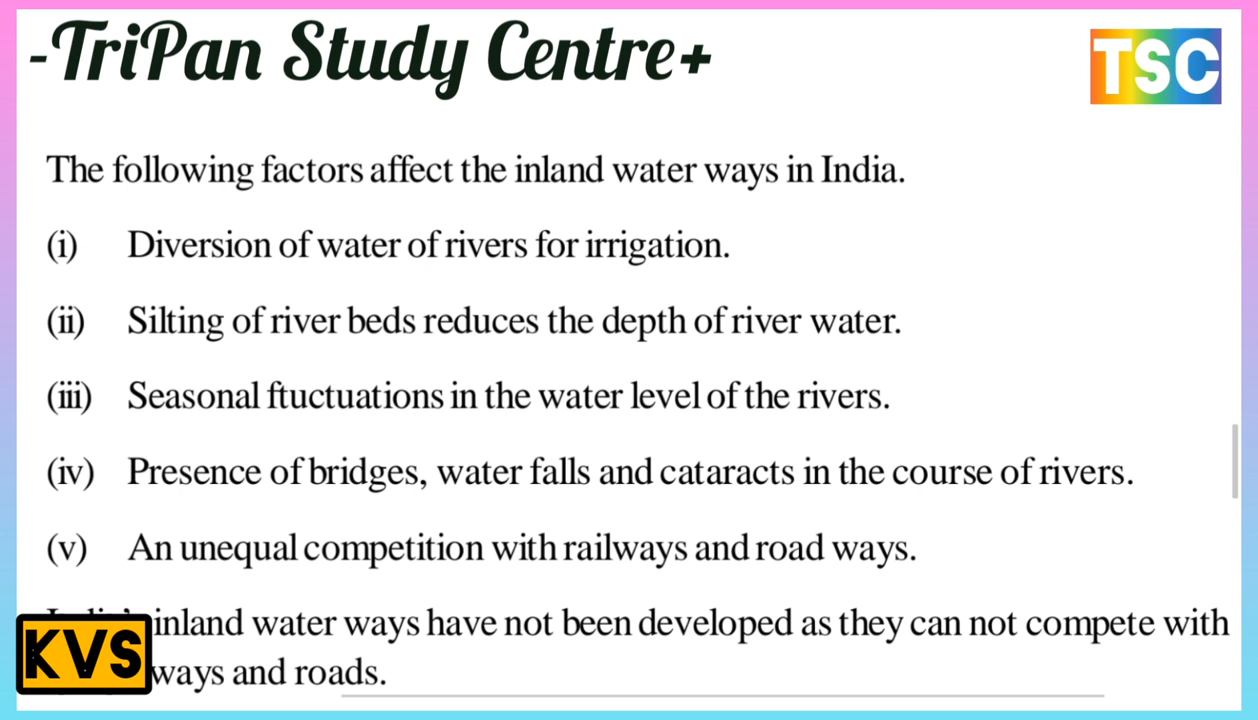 -TriPan Study Centre+
TSC
The following factors affect the inland water ways in India.
(i) Diversion of water of rivers for irrigation.
(ii) Silting of river beds reduces the depth of river water.
(iii) Seasonal ftuctuations in the water level of the rivers.
(iv) Presence of bridges, water falls and cataracts in the course of rivers.
(v) An unequal competition with railways and road ways.
inland water ways have not been developed as they can not compete with
ways and roads.
KVS